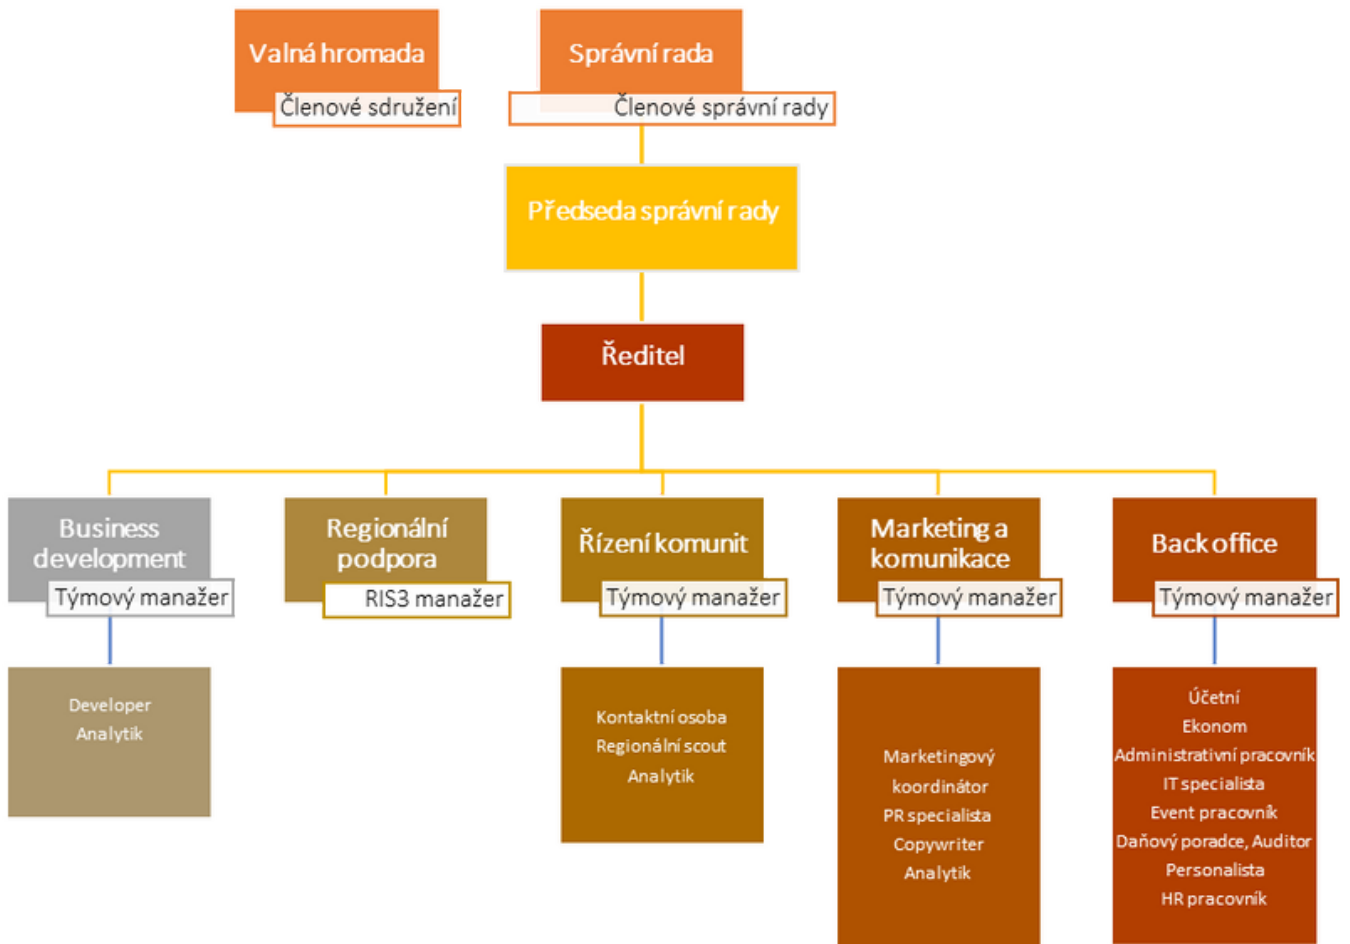 Valná hromada
Členové sdružení
Správní rada
Členové správní rady
Předseda správní rady
Ředitel
Business
development
Týmový manažer
Regionální
podpora
RIS3 manažer
Řízení komunit
Týmový manažer
Marketing a
komunikace
Týmový manažer
Back office
Týmový manažer
Developer
Analytik
Kontaktní osoba
Regionální scout
Analytik
Marketingový
koordinátor
PR specialista
Copywriter
Analytik
Účetní
Ekonom
Administrativní pracovník
IT specialista
Event pracovník
Daňový poradce, Auditor
Personalista
HR pracovník